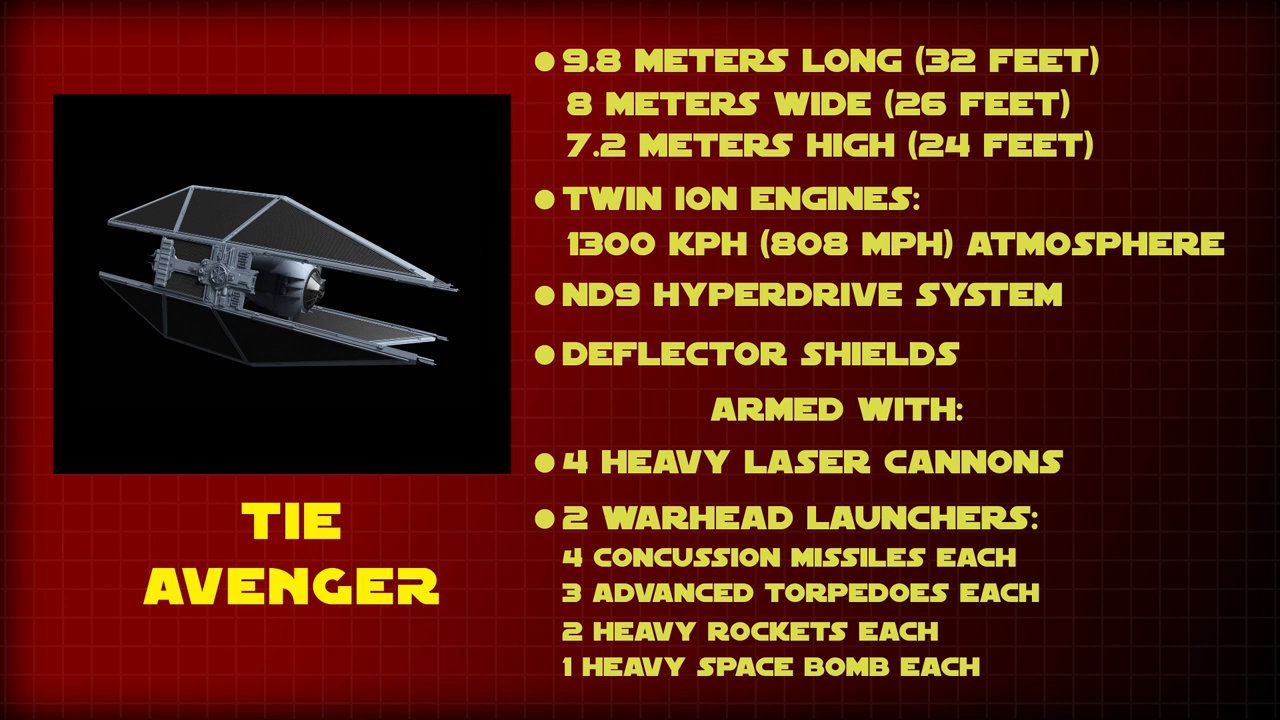 9.8 METERS LONG (32 FEET)
8 METERS WIDE (26 FEET)
7.2 METERS HIGH (24 FEET)
TWIN ION ENGINES:
1300 KPH (808 MPH) ATMOSPHERE
ND9 HYPERDRIVE SYSTEM
DEFLECTOR SHIELDS
ARMED WITH:
4 HEAVY LASER CANNONS
2 WARHEAD LAUNCHERS:
4 CONCUSSION MISSILES EACH
3 ADVANCED TORPEDOES EACH
2 HEAVY ROCKETS EACH
1 HEAVY SPACE BOMB EACH
TIE
AVENGER